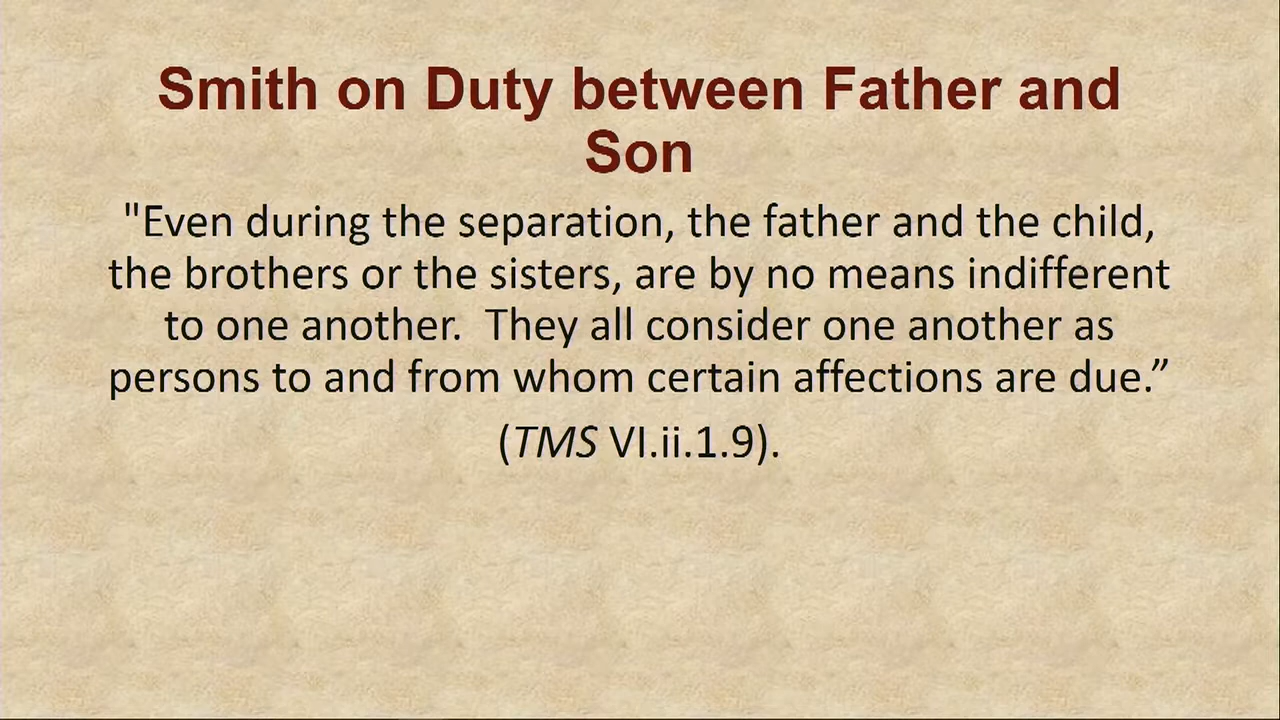 Smith on Duty between Father and
Son
"Even during the separation, the father and the child,
the brothers or the sisters, are by no means indifferent
to one another.  They all consider one another as
persons to and from whom certain affections are due.”
(TMS VI.ii.1.9).